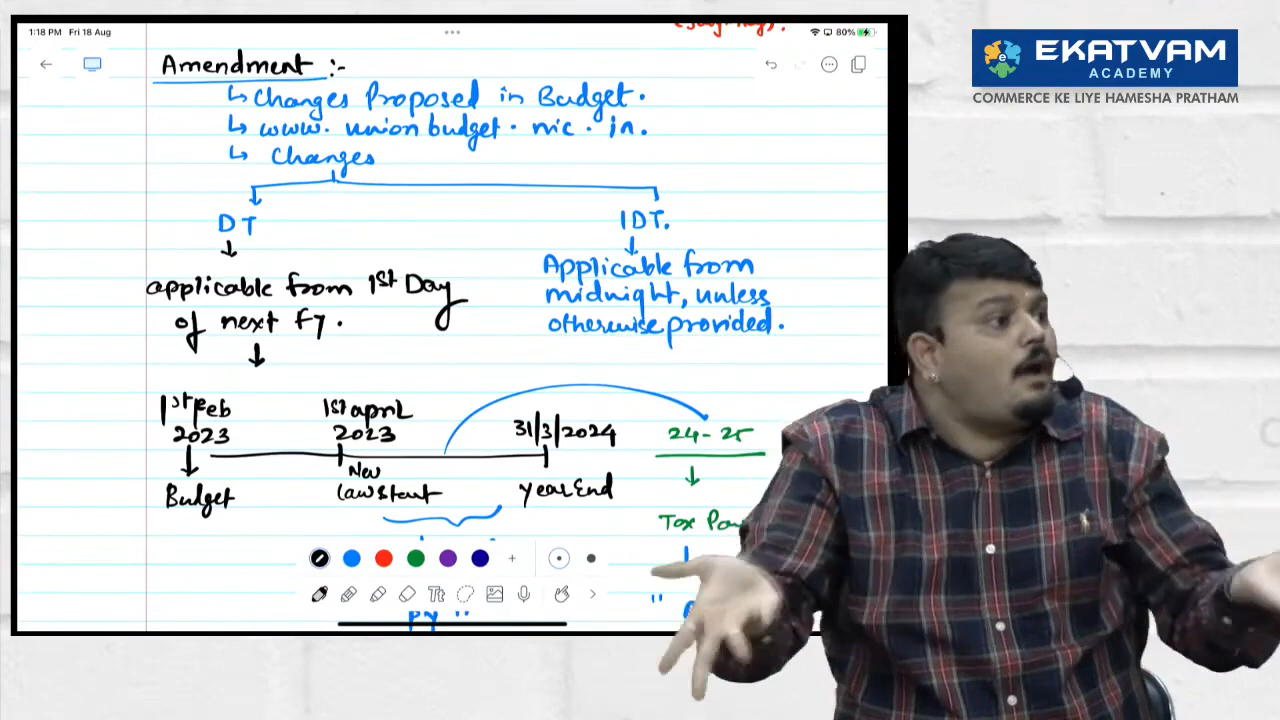 1:18 PM Fri 18 Aug
80%
Amendment :-
↳ Changes Proposed in Budget.
↳ www. union budget. nic. in.
↳ Changes
DT
IDT.
applicable from 1st Day
of next Fy.
Applicable from
midnight, unless
otherwise provided.
1st Feb
2023
1st april
2023
31/3/2024
24-25
New
Law Start
Budget
year End
Tax
Tt
PY "
"
EKATVAM
ACADEMY
COMMERCE KE LIYE HAMESHA PRATHAM